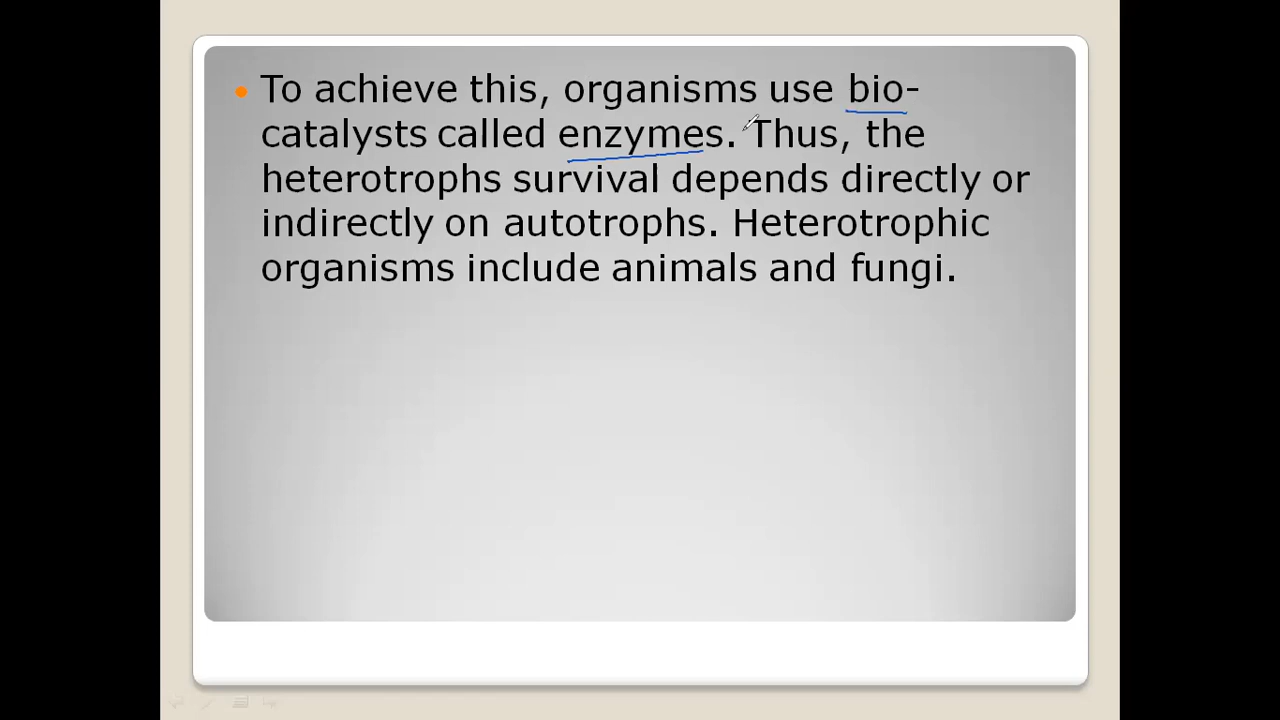 To achieve this, organisms use bio-
catalysts called enzymes. Thus, the
heterotrophs survival depends directly or
indirectly on autotrophs. Heterotrophic
organisms include animals and fungi.